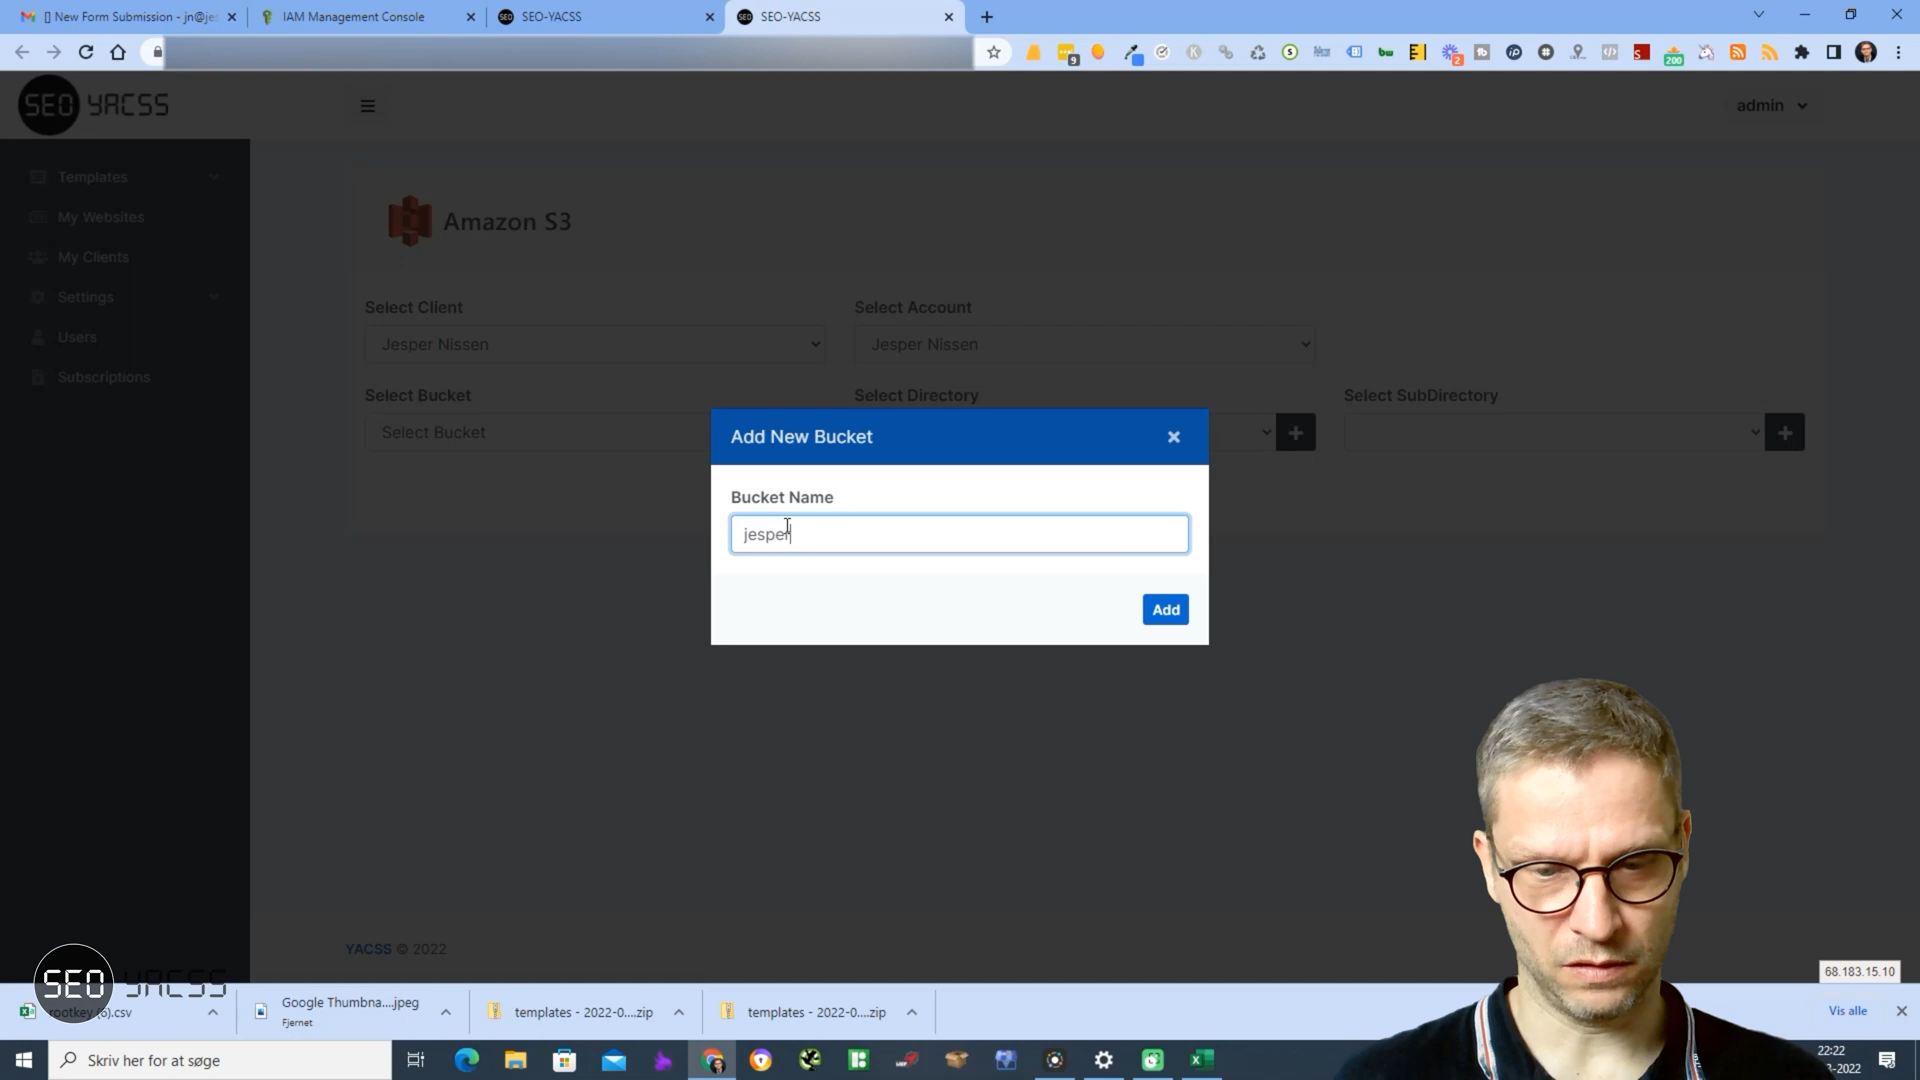 [] New Form Submission - jn@jes
IAM Management Console
SEO-YACSS
SEO-YACSS
SEO YACSS
admin
Templates
My Websites
My Clients
Settings
Users
Subscriptions
Amazon S3
Select Client
Select Account
Jesper Nissen
Jesper Nissen
Select Bucket
Select Directory
Select SubDirectory
Select Bucket
Add New Bucket
Bucket Name
jesper
Add
YACSS © 2022
SEO YACSS
68.183.15.10
rootkey (6).csv
Google Thumbna....jpeg
Fjernet
templates - 2022-0....zip
templates - 2022-0....zip
Vis alle
Skriv her for at søge
22:22
-2022